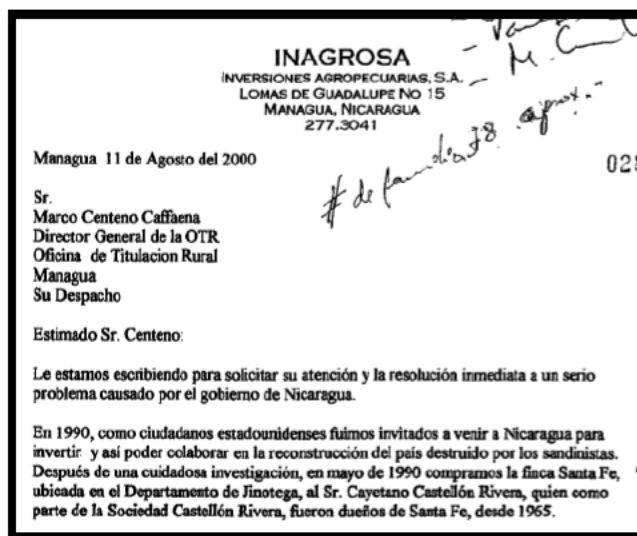 INAGROSA
INVERSIONES AGROPECUARIAS, S.A.
LOMAS DE GUADALUPE NO 15
MANAGUA, NICARAGUA
277.3041
# de familia 78 aprox.
Managua 11 de Agosto del 2000
02
Sr.
Marco Centeno Caffaena
Director General de la OTR
Oficina de Titulacion Rural
Managua
Su Despacho
Estimado Sr. Centeno:
Le estamos escribiendo para solicitar su atención y la resolución inmediata a un serio
problema causado por el gobierno de Nicaragua.
En 1990, como ciudadanos estadounidenses fuimos invitados a venir a Nicaragua para
invertir y así poder colaborar en la reconstrucción del país destruido por los sandinistas.
Después de una cuidadosa investigación, en mayo de 1990 compramos la finca Santa Fe,
ubicada en el Departamento de Jinotega, al Sr. Cayetano Castellón Rivera, quien como
parte de la Sociedad Castellón Rivera, fueron dueños de Santa Fe, desde 1965.